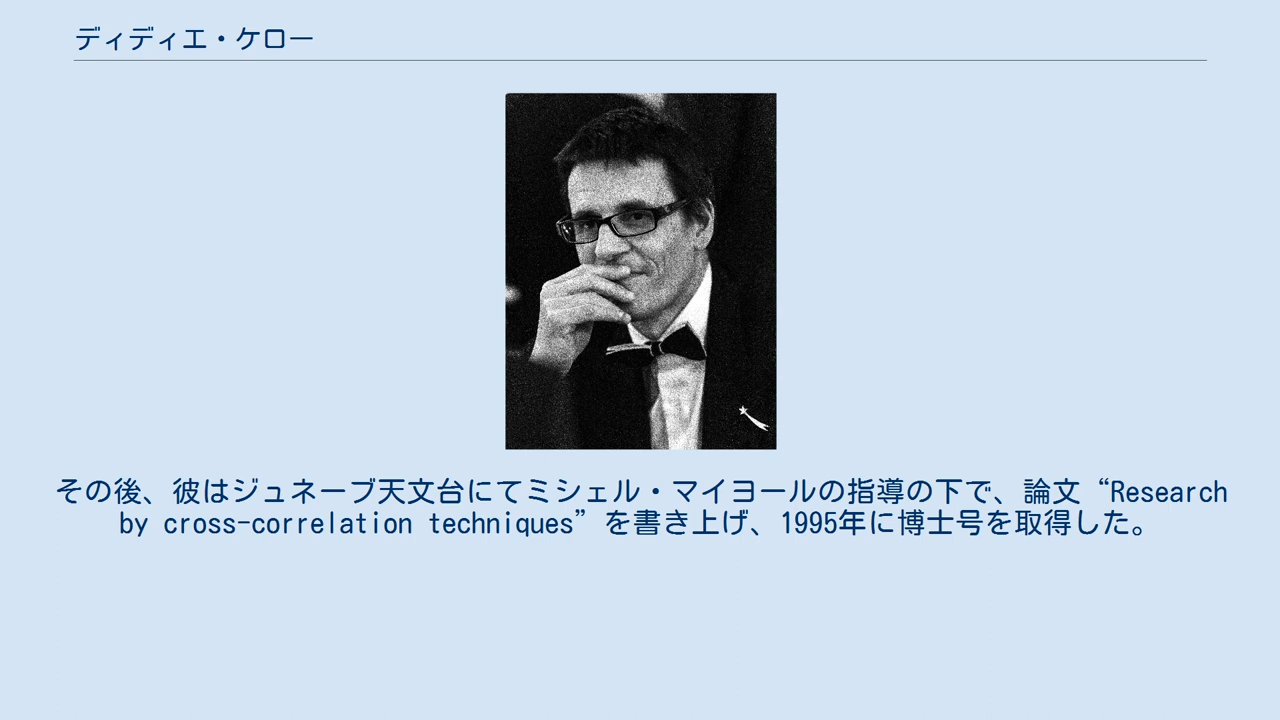 ディディエ・ケロー
その後、彼はジュネーブ天文台にてミシェル・マイヨールの指導の下で、論文“Research
by cross-correlation techniques”を書き上げ、1995年に博士号を取得した。